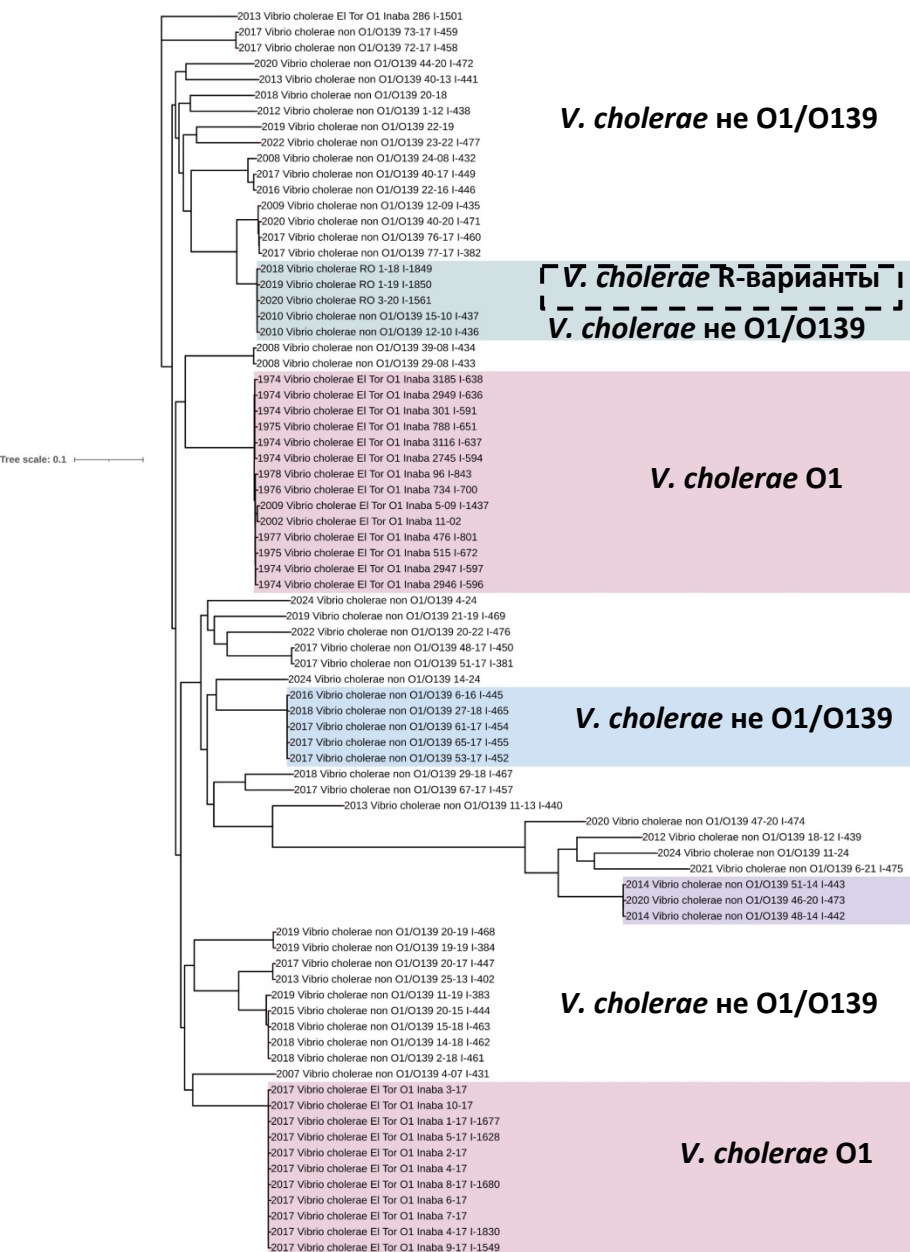 2013 Vibrio cholerae El Tor O1 Inaba 286 I-1501
2017 Vibrio cholerae non O1/O139 73-17 I-459
2017 Vibrio cholerae non O1/O139 72-17 I-458
2020 Vibrio cholerae non O1/O139 44-20 I-472
2013 Vibrio cholerae non O1/O139 40-13 I-441
2018 Vibrio cholerae non O1/O139 20-18
2012 Vibrio cholerae non O1/O139 1-12 I-438
V. cholerae не O1/O139
2019 Vibrio cholerae non O1/O139 22-19
2022 Vibrio cholerae non O1/O139 23-22 I-477
2008 Vibrio cholerae non O1/O139 24-08 I-432
2017 Vibrio cholerae non O1/O139 40-17 I-449
2016 Vibrio cholerae non O1/O139 22-16 I-446
2009 Vibrio cholerae non O1/O139 12-09 I-435
2020 Vibrio cholerae non O1/O139 40-20 I-471
2017 Vibrio cholerae non O1/O139 76-17 I-460
2017 Vibrio cholerae non O1/O139 77-17 I-382
2018 Vibrio cholerae RO 1-18 I-1849
V. cholerae R-варианты
2019 Vibrio cholerae RO 1-19 I-1850
2020 Vibrio cholerae RO 3-20 I-1561
2010 Vibrio cholerae non O1/O139 15-10 I-437
V. cholerae не O1/O139
2010 Vibrio cholerae non O1/O139 12-10 I-436
2008 Vibrio cholerae non O1/O139 39-08 I-434
2008 Vibrio cholerae non O1/O139 29-08 I-433
1974 Vibrio cholerae El Tor O1 Inaba 3185 I-638
1974 Vibrio cholerae El Tor O1 Inaba 2949 I-636
1974 Vibrio cholerae El Tor O1 Inaba 301 I-591
1975 Vibrio cholerae El Tor O1 Inaba 788 I-651
1974 Vibrio cholerae El Tor O1 Inaba 3116 I-637
Tree scale: 0.1
1974 Vibrio cholerae El Tor O1 Inaba 2745 I-594
1978 Vibrio cholerae El Tor O1 Inaba 96 I-843
V. cholerae O1
1976 Vibrio cholerae El Tor O1 Inaba 734 I-700
2009 Vibrio cholerae El Tor O1 Inaba 5-09 I-1437
2002 Vibrio cholerae El Tor O1 Inaba 11-02
1977 Vibrio cholerae El Tor O1 Inaba 476 I-801
1975 Vibrio cholerae El Tor O1 Inaba 515 I-672
1974 Vibrio cholerae El Tor O1 Inaba 2947 I-597
1974 Vibrio cholerae El Tor O1 Inaba 2946 I-596
2024 Vibrio cholerae non O1/O139 4-24
2019 Vibrio cholerae non O1/O139 21-19 I-469
2022 Vibrio cholerae non O1/O139 20-22 I-476
2017 Vibrio cholerae non O1/O139 48-17 I-450
2017 Vibrio cholerae non O1/O139 51-17 I-381
2024 Vibrio cholerae non O1/O139 14-24
2016 Vibrio cholerae non O1/O139 6-16 I-445
2018 Vibrio cholerae non O1/O139 27-18 I-465
V. cholerae не O1/O139
2017 Vibrio cholerae non O1/O139 61-17 I-454
2017 Vibrio cholerae non O1/O139 65-17 I-455
2017 Vibrio cholerae non O1/O139 53-17 I-452
2018 Vibrio cholerae non O1/O139 29-18 I-467
2017 Vibrio cholerae non O1/O139 67-17 I-457
2013 Vibrio cholerae non O1/O139 11-13 I-440
2020 Vibrio cholerae non O1/O139 47-20 I-474
2012 Vibrio cholerae non O1/O139 18-12 I-439
2024 Vibrio cholerae non O1/O139 11-24
2021 Vibrio cholerae non O1/O139 6-21 I-475
2014 Vibrio cholerae non O1/O139 51-14 I-443
2020 Vibrio cholerae non O1/O139 46-20 I-473
2014 Vibrio cholerae non O1/O139 48-14 I-442
2019 Vibrio cholerae non O1/O139 20-19 I-468
2019 Vibrio cholerae non O1/O139 19-19 I-384
2017 Vibrio cholerae non O1/O139 20-17 I-447
2013 Vibrio cholerae non O1/O139 25-13 I-402
2019 Vibrio cholerae non O1/O139 11-19 I-383
V. cholerae не O1/O139
2015 Vibrio cholerae non O1/O139 20-15 I-444
2018 Vibrio cholerae non O1/O139 15-18 I-463
2018 Vibrio cholerae non O1/O139 14-18 I-462
2018 Vibrio cholerae non O1/O139 2-18 I-461
2007 Vibrio cholerae non O1/O139 4-07 I-431
2017 Vibrio cholerae El Tor O1 Inaba 3-17
2017 Vibrio cholerae El Tor O1 Inaba 10-17
2017 Vibrio cholerae El Tor O1 Inaba 1-17 I-1677
2017 Vibrio cholerae El Tor O1 Inaba 5-17 I-1628
2017 Vibrio cholerae El Tor O1 Inaba 2-17
V. cholerae O1
2017 Vibrio cholerae El Tor O1 Inaba 4-17
2017 Vibrio cholerae El Tor O1 Inaba 8-17 I-1680
2017 Vibrio cholerae El Tor O1 Inaba 6-17
2017 Vibrio cholerae El Tor O1 Inaba 7-17
2017 Vibrio cholerae El Tor O1 Inaba 4-17 I-1830
2017 Vibrio cholerae El Tor O1 Inaba 9-17 I-1549